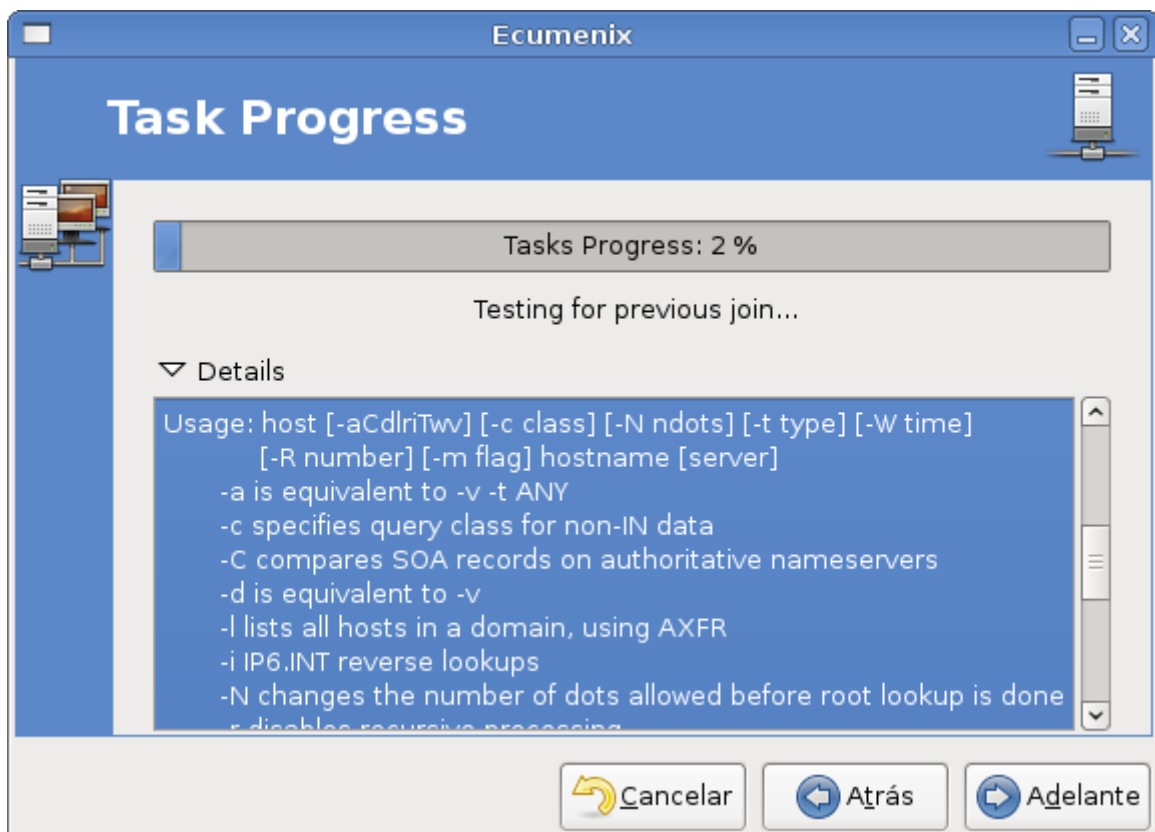 Ecumenix
Task Progress
Tasks Progress: 2 %
Testing for previous join...
Details
Usage: host [-aCdlriTwv] [-c class] [-N ndots] [-t type] [-W time]
[-R number] [-m flag] hostname [server]
-a is equivalent to -v -t ANY
-c specifies query class for non-IN data
-C compares SOA records on authoritative nameservers
-d is equivalent to -v
-l lists all hosts in a domain, using AXFR
-i IP6.INT reverse lookups
-N changes the number of dots allowed before root lookup is done
-r disables recursive processing
Cancelar
Atrás
Adelante